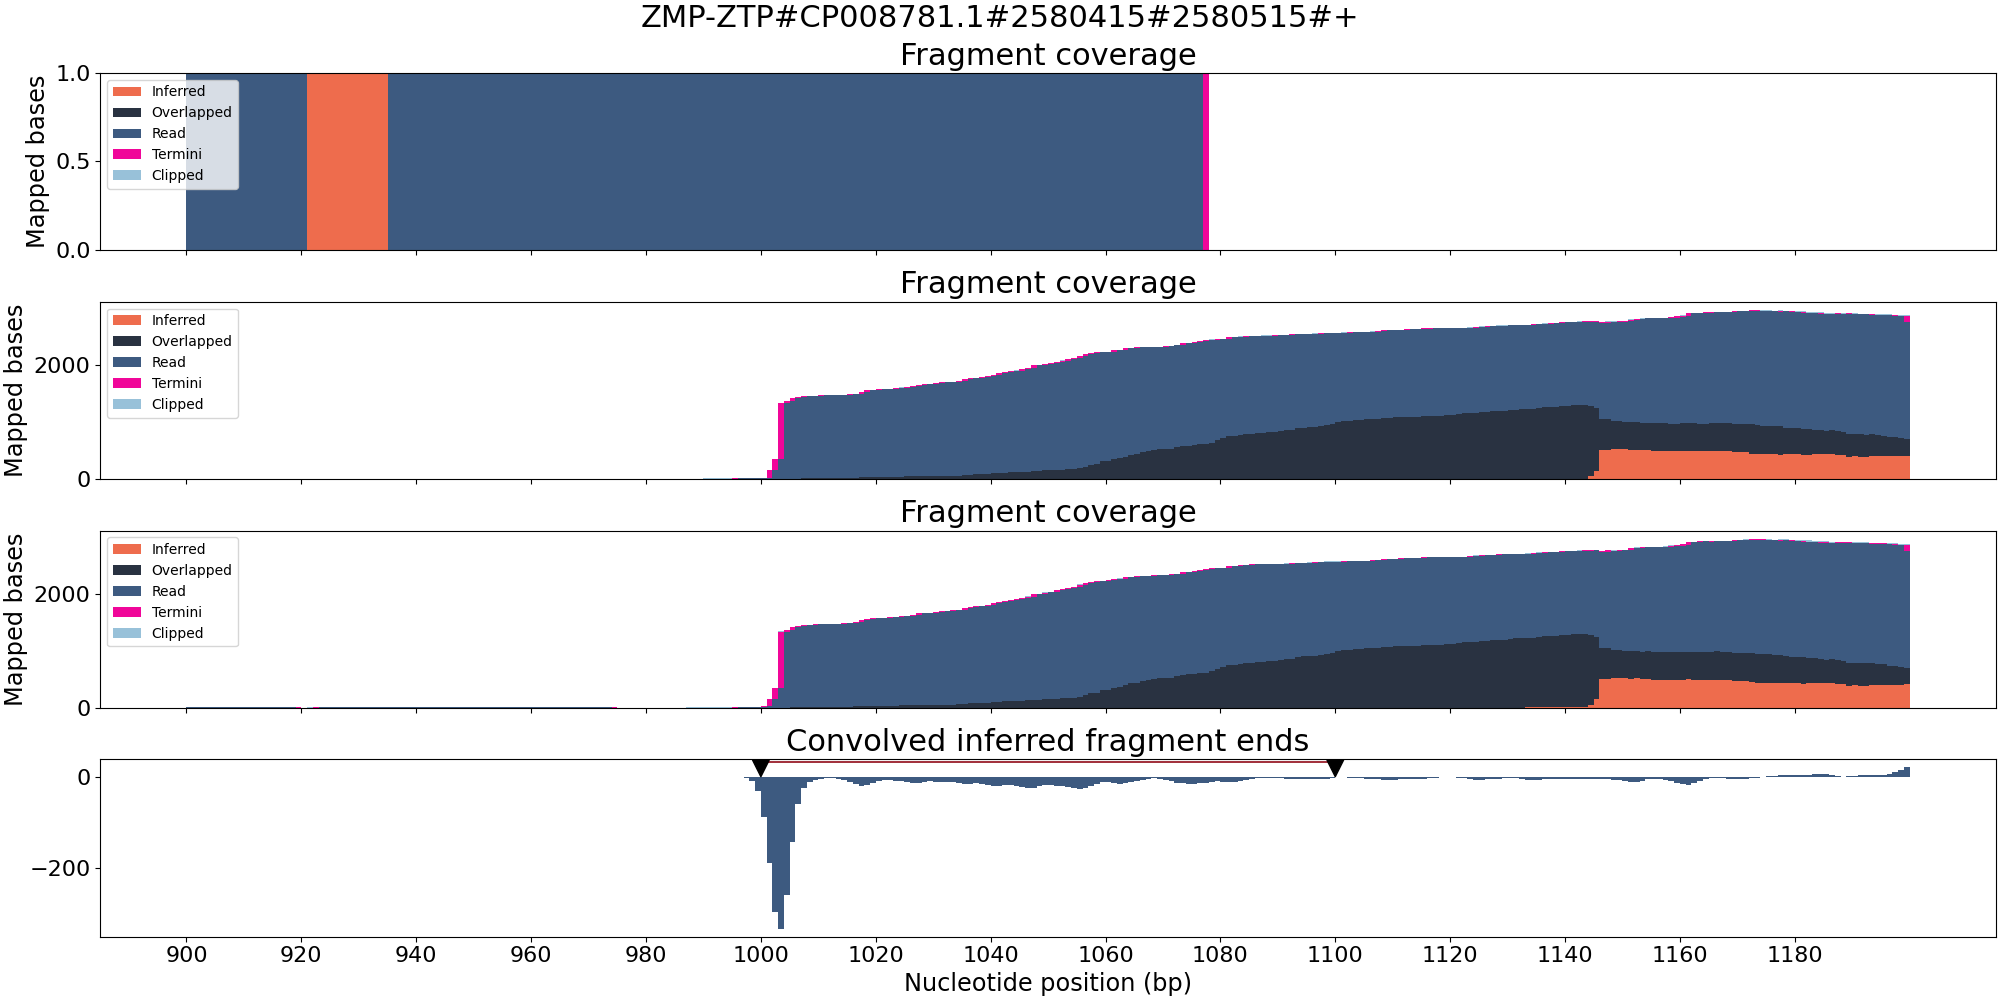 ZMP-ZTP#CP008781.1#2580415#2580515#+
Fragment coverage
Mapped bases
1.0
0.5
0.0
Inferred
Overlapped
Read
Termini
Clipped
Fragment coverage
Mapped bases
2000
0
Inferred
Overlapped
Read
Termini
Clipped
Fragment coverage
Mapped bases
2000
0
Inferred
Overlapped
Read
Termini
Clipped
Convolved inferred fragment ends
0
−200
900 920 940 960 980 1000 1020 1040 1060 1080 1100 1120 1140 1160 1180
Nucleotide position (bp)